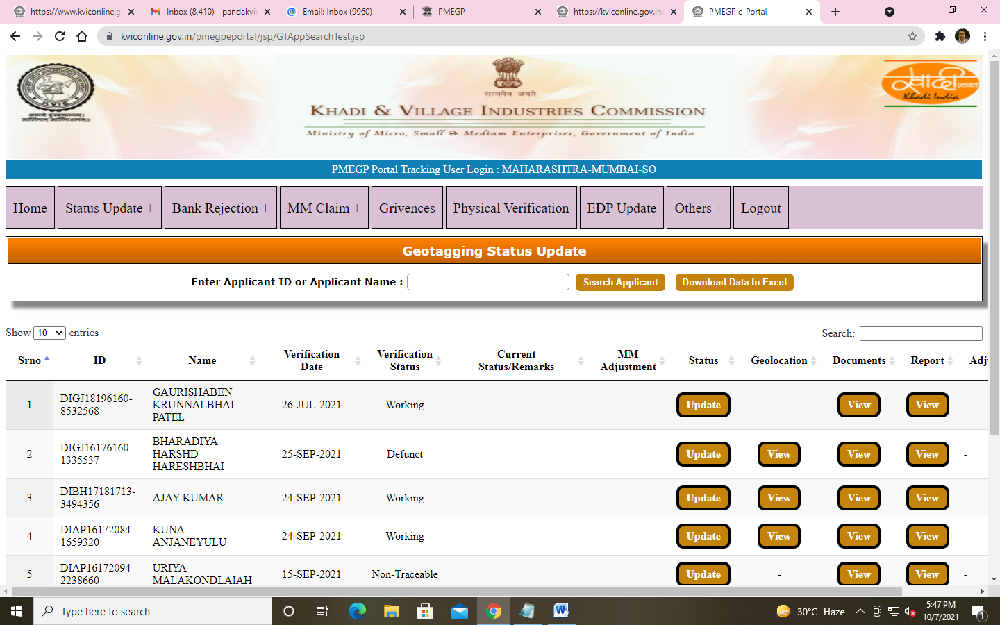 https://www.kviconline.g
Inbox (8,410) - pandakvic
Email: Inbox (9960)
PMEGP
https://kviconline.gov.in/
PMEGP e-Portal
kviconline.gov.in/pmegpeportal/jsp/GTAppSearchTest.jsp
KVIC
सत्यमेव जयते
KHADI & VILLAGE INDUSTRIES COMMISSION
Ministry of Micro, Small & Medium Enterprises, Government of India
खादी भारत
Khadi India
PMEGP Portal Tracking User Login : MAHARASHTRA-MUMBAI-SO
Home Status Update + Bank Rejection + MM Claim + Grivences Physical Verification EDP Update Others + Logout
Geotagging Status Update
Enter Applicant ID or Applicant Name : Search Applicant Download Data In Excel
Show 10 entries Search:
Srno ID Name Verification Date Verification Status Current Status/Remarks MM Adjustment Status Geolocation Documents Report Adj
1 DIGJ18196160-8532568 GAURISHABEN KRUNNALBHAI PATEL 26-JUL-2021 Working Update - View View -
2 DIGJ16176160-1335537 BHARADIYA HARSHD HARESHBHAI 25-SEP-2021 Defunct Update View View View -
3 DIBH17181713-3494356 AJAY KUMAR 24-SEP-2021 Working Update View View View -
4 DIAP16172084-1659320 KUNA ANJANEYULU 24-SEP-2021 Working Update View View View -
5 DIAP16172094-2238660 URIYA MALAKONDLAIAH 15-SEP-2021 Non-Traceable Update - View View -
Type here to search
30°C Haze
5:47 PM
10/7/2021
1